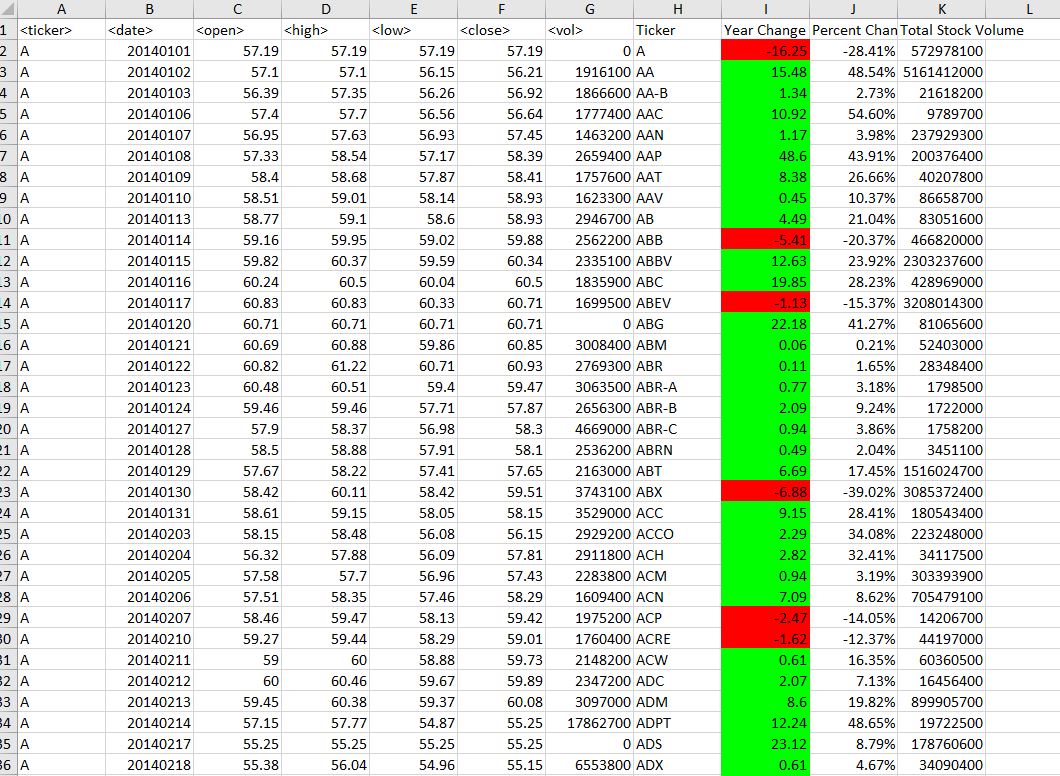 A B C D E F G H I J K L
1 <ticker> <date> <open> <high> <low> <close> <vol> Ticker Year Change Percent Chan Total Stock Volume
2 A 20140101 57.19 57.19 57.19 57.19 0 A -16.25 -28.41% 572978100
3 A 20140102 57.1 57.1 56.15 56.21 1916100 AA 15.48 48.54% 5161412000
4 A 20140103 56.39 57.35 56.26 56.92 1866600 AA-B 1.34 2.73% 21618200
5 A 20140106 57.4 57.7 56.56 56.64 1777400 AAC 10.92 54.60% 9789700
6 A 20140107 56.95 57.63 56.93 57.45 1463200 AAN 1.17 3.98% 237929300
7 A 20140108 57.33 58.54 57.17 58.39 2659400 AAP 48.6 43.91% 200376400
8 A 20140109 58.4 58.68 57.87 58.41 1757600 AAT 8.38 26.66% 40207800
9 A 20140110 58.51 59.01 58.14 58.93 1623300 AAV 0.45 10.37% 86658700
10 A 20140113 58.77 59.1 58.6 58.93 2946700 AB 4.49 21.04% 83051600
11 A 20140114 59.16 59.95 59.02 59.88 2562200 ABB -5.41 -20.37% 466820000
12 A 20140115 59.82 60.37 59.59 60.34 2335100 ABBV 12.63 23.92% 2303237600
13 A 20140116 60.24 60.5 60.04 60.5 1835900 ABC 19.85 28.23% 428969000
14 A 20140117 60.83 60.83 60.33 60.71 1699500 ABEV -1.13 -15.37% 3208014300
15 A 20140120 60.71 60.71 60.71 60.71 0 ABG 22.18 41.27% 81065600
16 A 20140121 60.69 60.88 59.86 60.85 3008400 ABM 0.06 0.21% 52403000
17 A 20140122 60.82 61.22 60.71 60.93 2769300 ABR 0.11 1.65% 28348400
18 A 20140123 60.48 60.51 59.4 59.47 3063500 ABR-A 0.77 3.18% 1798500
19 A 20140124 59.46 59.46 57.71 57.87 2656300 ABR-B 2.09 9.24% 1722000
20 A 20140127 57.9 58.37 56.98 58.3 4669000 ABR-C 0.94 3.86% 1758200
21 A 20140128 58.5 58.88 57.91 58.1 2536200 ABRN 0.49 2.04% 3451100
22 A 20140129 57.67 58.22 57.41 57.65 2163000 ABT 6.69 17.45% 1516024700
23 A 20140130 58.42 60.11 58.42 59.51 3743100 ABX -6.88 -39.02% 3085372400
24 A 20140131 58.61 59.15 58.05 58.15 3529000 ACC 9.15 28.41% 180543400
25 A 20140203 58.15 58.48 56.08 56.15 2929200 ACCO 2.29 34.08% 223248000
26 A 20140204 56.32 57.88 56.09 57.81 2911800 ACH 2.82 32.41% 34117500
27 A 20140205 57.58 57.7 56.96 57.43 2283800 ACM 0.94 3.19% 303393900
28 A 20140206 57.51 58.35 57.46 58.29 1609400 ACN 7.09 8.62% 705479100
29 A 20140207 58.46 59.47 58.13 59.42 1975200 ACP -2.47 -14.05% 14206700
30 A 20140210 59.27 59.44 58.29 59.01 1760400 ACRE -1.62 -12.37% 44197000
31 A 20140211 59 60 58.88 59.73 2148200 ACW 0.61 16.35% 60360500
32 A 20140212 60 60.46 59.67 59.89 2347200 ADC 2.07 7.13% 16456400
33 A 20140213 59.45 60.38 59.37 60.08 3097000 ADM 8.6 19.82% 899905700
34 A 20140214 57.15 57.77 54.87 55.25 17862700 ADPT 12.24 48.65% 19722500
35 A 20140217 55.25 55.25 55.25 55.25 0 ADS 23.12 8.79% 178760600
36 A 20140218 55.38 56.04 54.96 55.15 6553800 ADX 0.61 4.67% 34090400